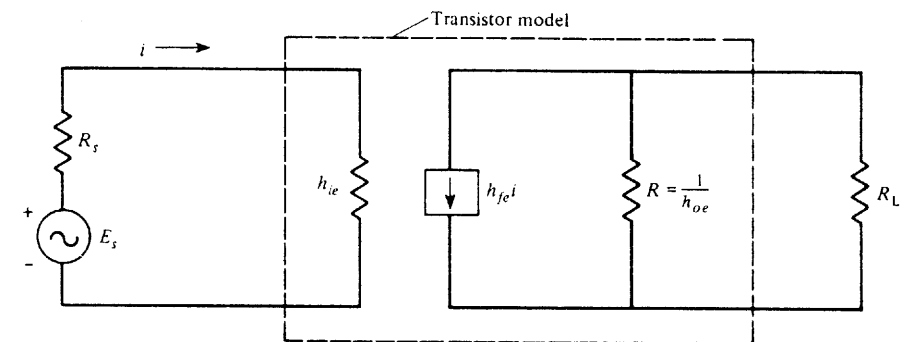 Transistor model
i
R_s
h_ie
h_fe i
R = 1/h_oe
R_L
+
E_s
-